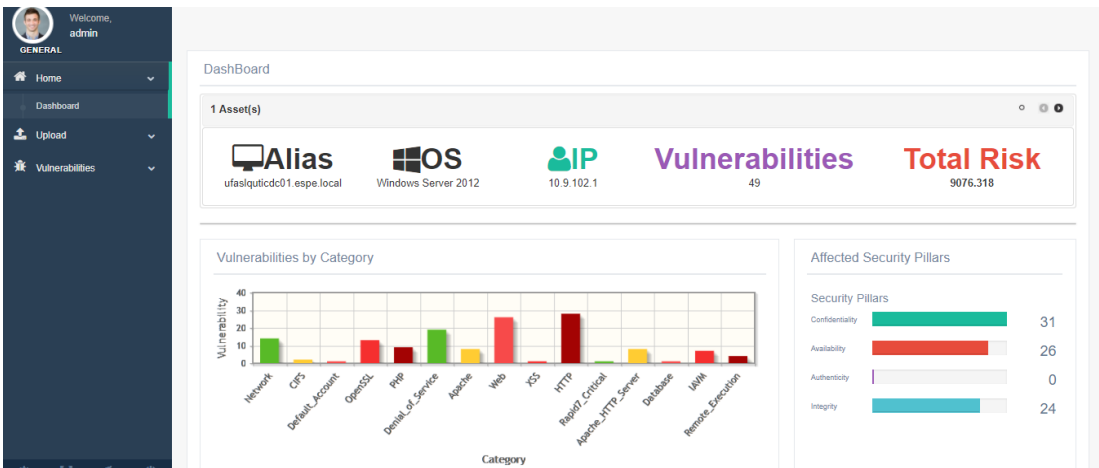 Welcome,
admin
GENERAL
Home
Dashboard
Upload
Vulnerabilities
DashBoard
1 Asset(s)
Alias
ufaslquticdc01.espe.local
OS
Windows Server 2012
IP
10.9.102.1
Vulnerabilities
49
Total Risk
9076.318
Vulnerabilities by Category
Vulnerability
40
30
20
10
0
Network
CIFS
Default_Account
OpenSSL
PHP
Denial_of_Service
Apache
Web
XSS
HTTP
Rapid7_Critical
Apache_HTTP_Server
Database
IAVM
Remote_Execution
Category
Affected Security Pillars
Security Pillars
Confidentiality 31
Availability 26
Authenticity 0
Integrity 24